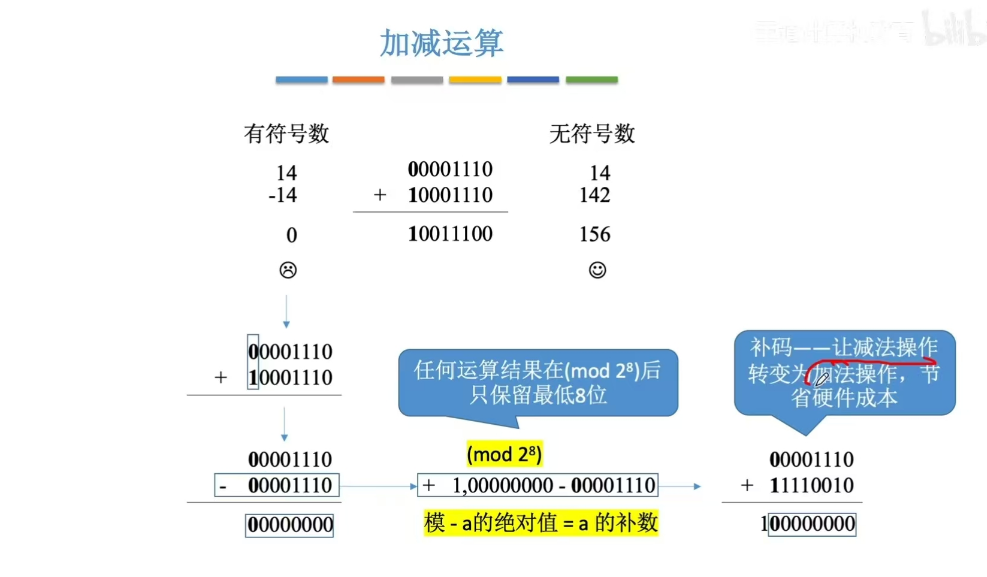 加减运算
有符号数
无符号数
14
00001110
14
-14
+ 10001110
142
0
10011100
156
00001110
+ 10001110
任何运算结果在(mod 2⁸)后
只保留最低8位
补码——让减法操作
转变为加法操作，节
省硬件成本
00001110
(mod 2⁸)
00001110
- 00001110
+ 1,00000000 - 00001110
+ 11110010
00000000
模 - a的绝对值 = a 的补数
100000000
bilibili